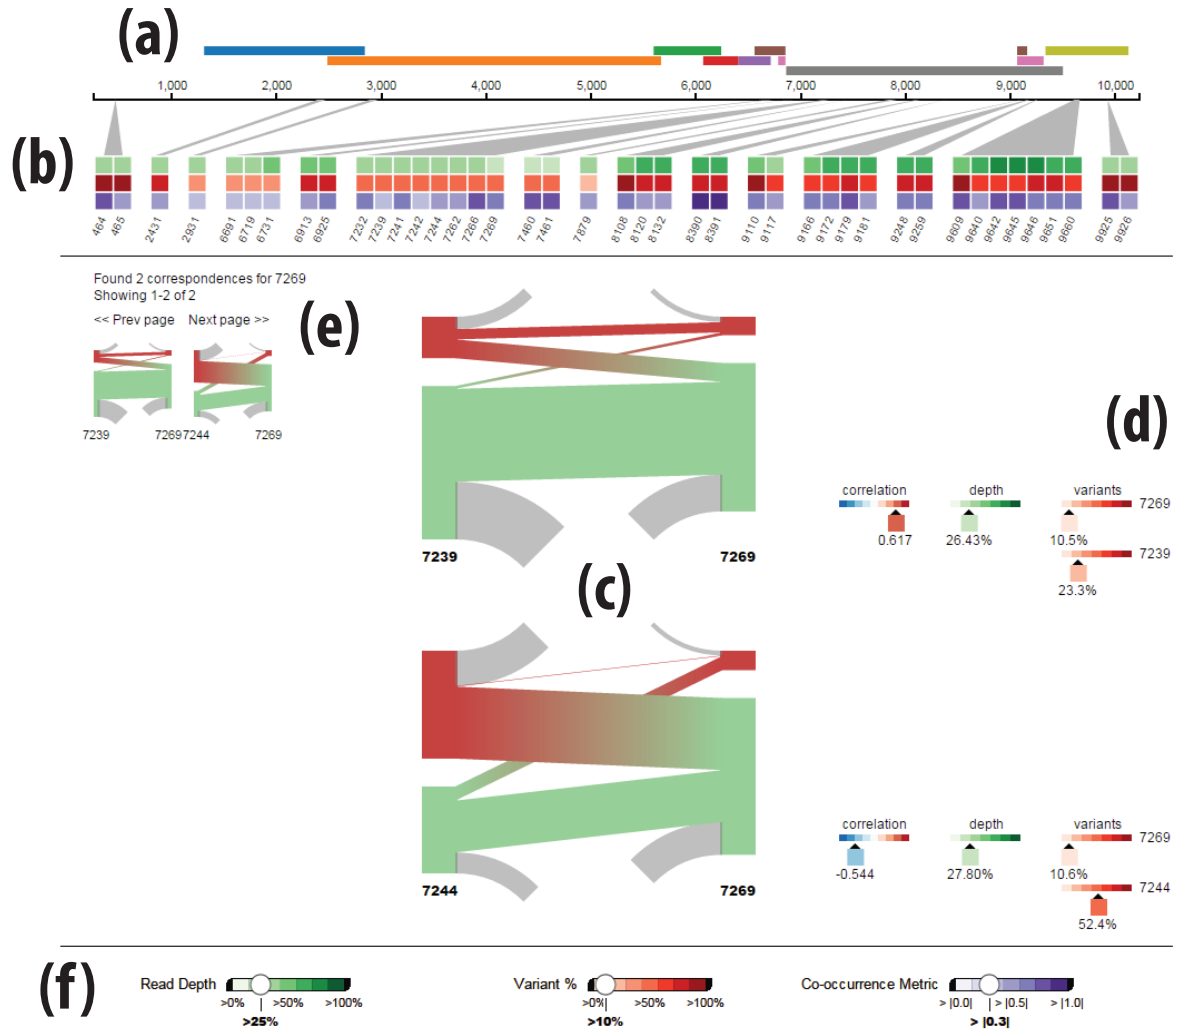 (a)
1,000 2,000 3,000 4,000 5,000 6,000 7,000 8,000 9,000 10,000
(b)
464 465 2431 2931 6691 6719 6731 6913 6925 7232 7239 7241 7242 7244 7262 7266 7269 7460 7461 7879 8108 8120 8132 8390 8391 9110 9117 9166 9172 9179 9181 9248 9259 9609 9640 9642 9645 9646 9651 9660 9925 9926
Found 2 correspondences for 7269
Showing 1-2 of 2
<< Prev page Next page >>
(e)
7239 7269 7244 7269
7239 7269
(d)
correlation depth variants
7269
0.617 26.43% 10.5%
7239
23.3%
(c)
7244 7269
correlation depth variants
7269
-0.544 27.80% 10.6%
7244
52.4%
(f)
Read Depth
>0% >50% >100%
>25%
Variant %
>0% >50% >100%
>10%
Co-occurrence Metric
> |0.0| > |0.5| > |1.0|
> |0.3|